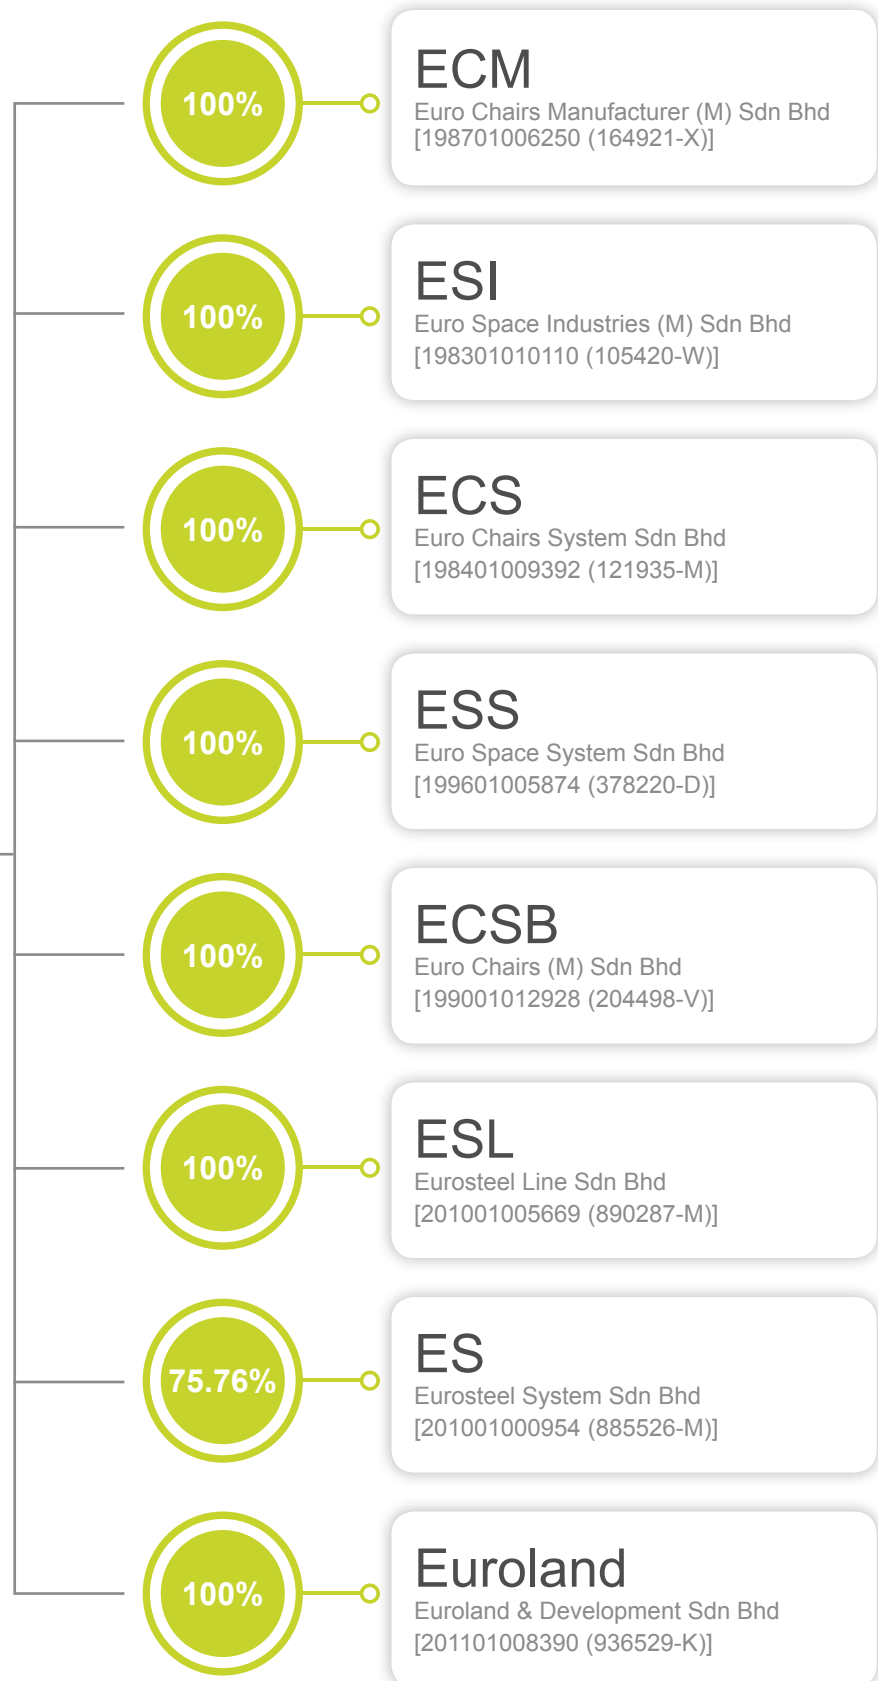 100%
ECM
Euro Chairs Manufacturer (M) Sdn Bhd
[198701006250 (164921-X)]
100%
ESI
Euro Space Industries (M) Sdn Bhd
[198301010110 (105420-W)]
100%
ECS
Euro Chairs System Sdn Bhd
[198401009392 (121935-M)]
100%
ESS
Euro Space System Sdn Bhd
[199601005874 (378220-D)]
100%
ECSB
Euro Chairs (M) Sdn Bhd
[199001012928 (204498-V)]
100%
ESL
Eurosteel Line Sdn Bhd
[201001005669 (890287-M)]
75.76%
ES
Eurosteel System Sdn Bhd
[201001000954 (885526-M)]
100%
Euroland
Euroland & Development Sdn Bhd
[201101008390 (936529-K)]